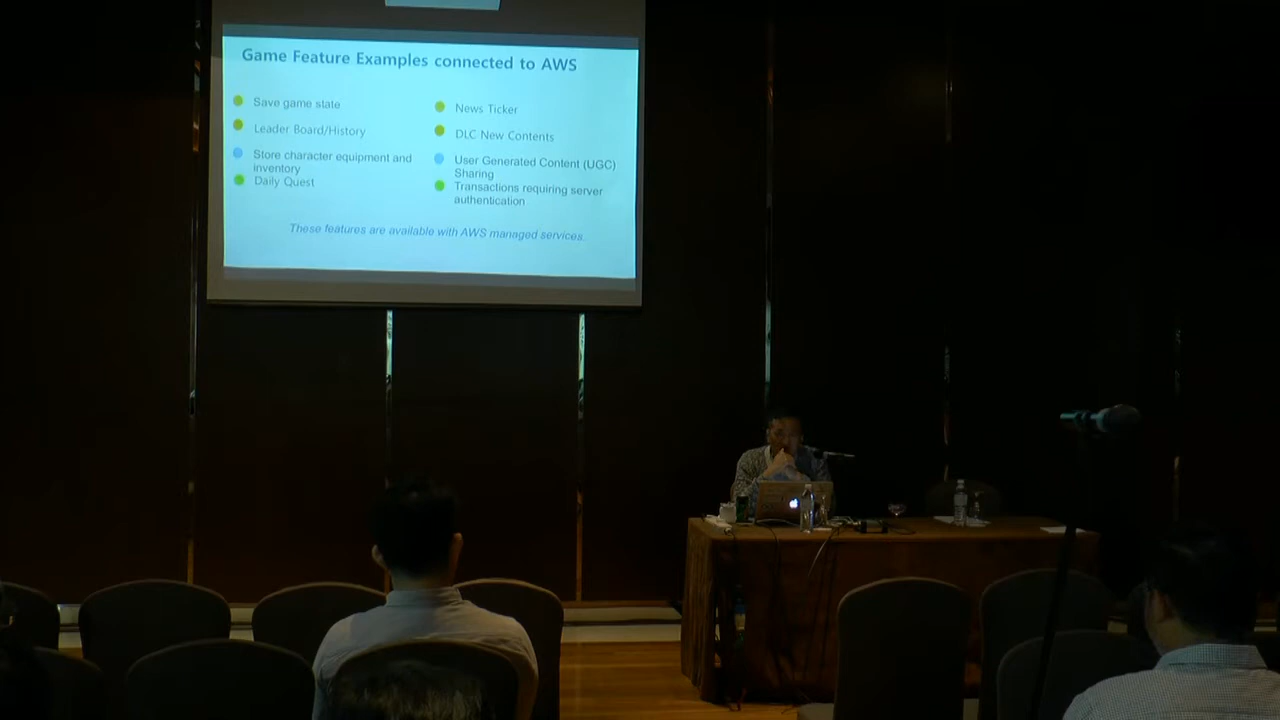 Game Feature Examples connected to AWS
Save game state
Leader Board/History
Store character equipment and
inventory
Daily Quest
News Ticker
DLC New Contents
User Generated Content (UGC)
Sharing
Transactions requiring server
authentication
These features are available with AWS managed services.